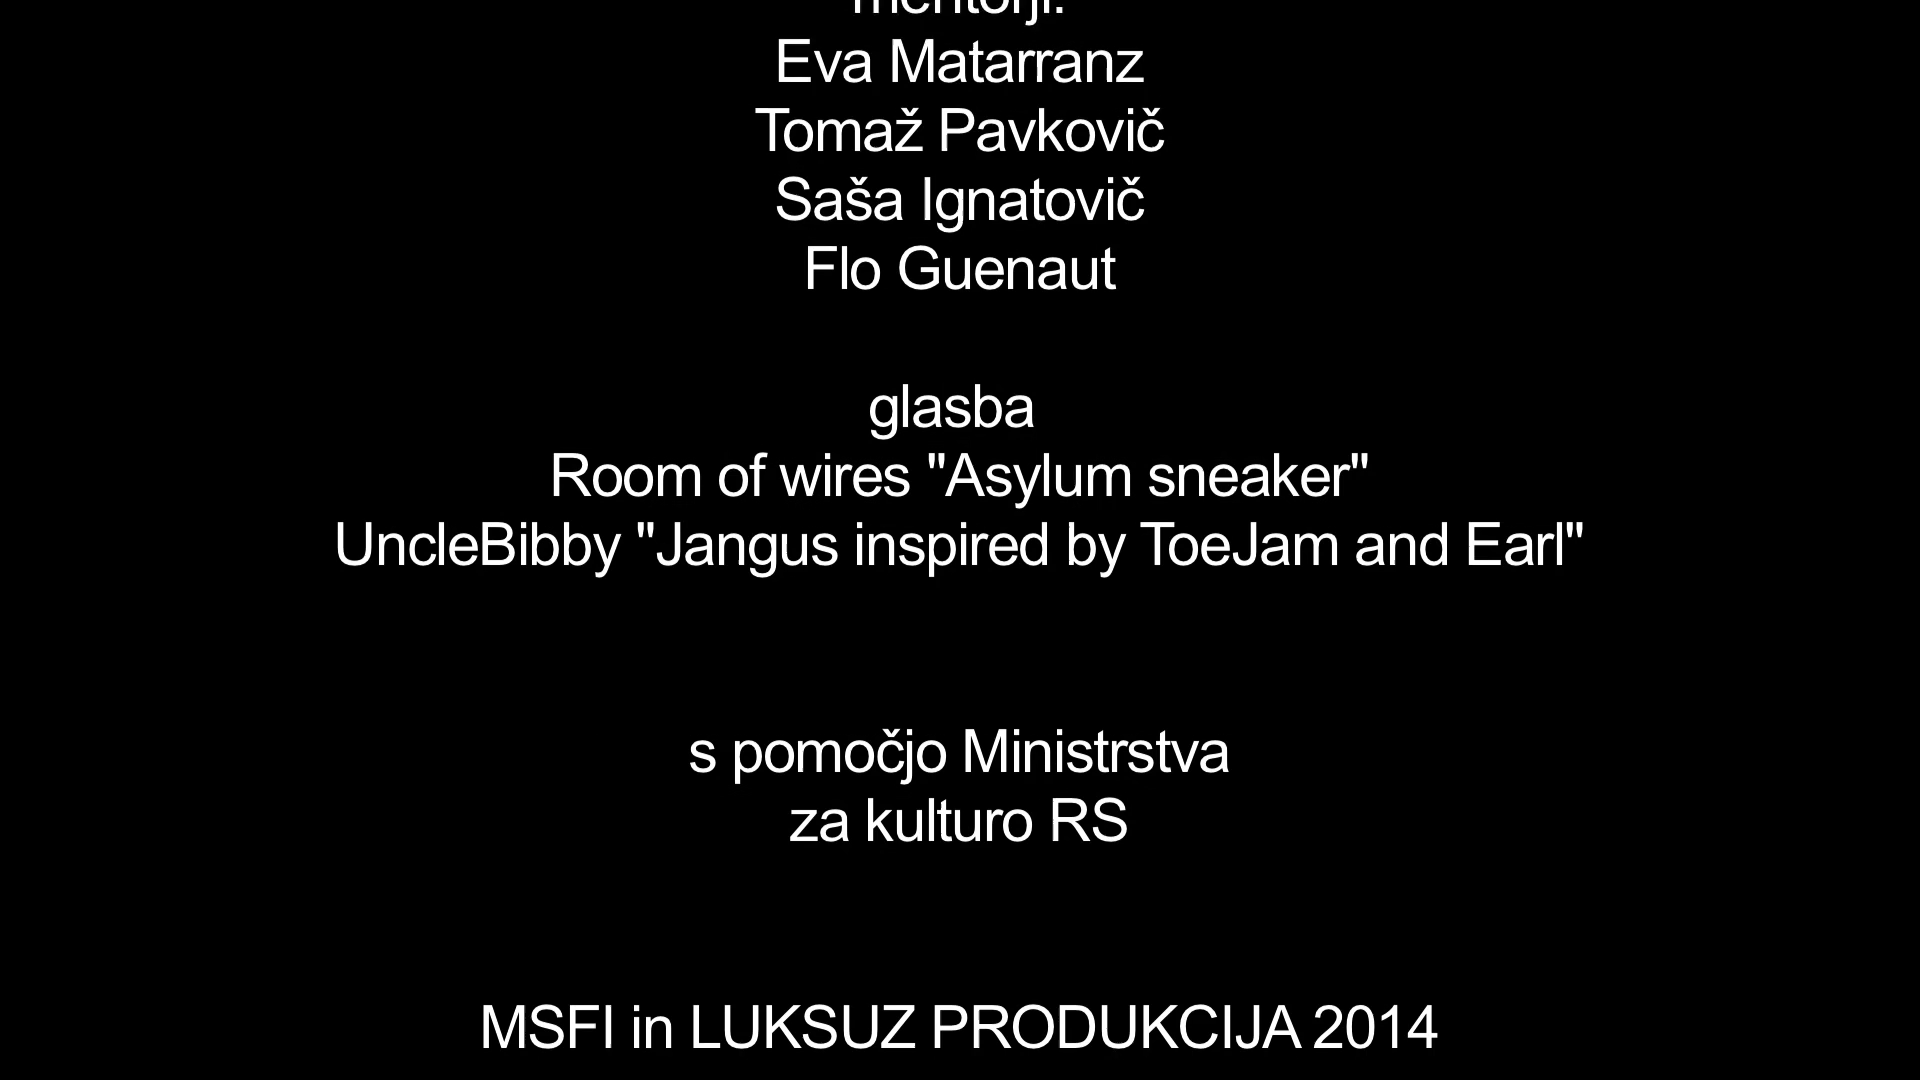 mentorji:
Eva Matarranz
Tomaž Pavkovič
Saša Ignatovič
Flo Guenaut
glasba
Room of wires "Asylum sneaker"
UncleBibby "Jangus inspired by ToeJam and Earl"
s pomočjo Ministrstva
za kulturo RS
MSFI in LUKSUZ PRODUKCIJA 2014